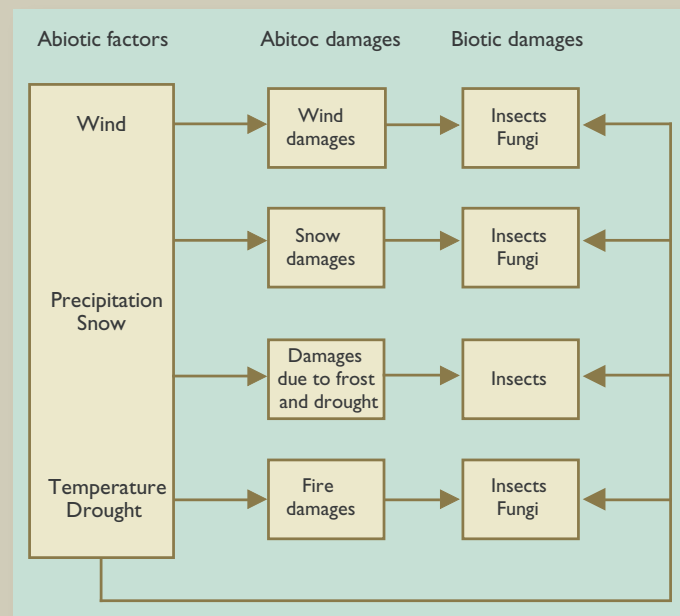 Abiotic factors
Abitoc damages
Biotic damages
Wind
Precipitation
Snow
Temperature
Drought
Wind
damages
Insects
Fungi
Snow
damages
Insects
Fungi
Damages
due to frost
and drought
Insects
Fire
damages
Insects
Fungi